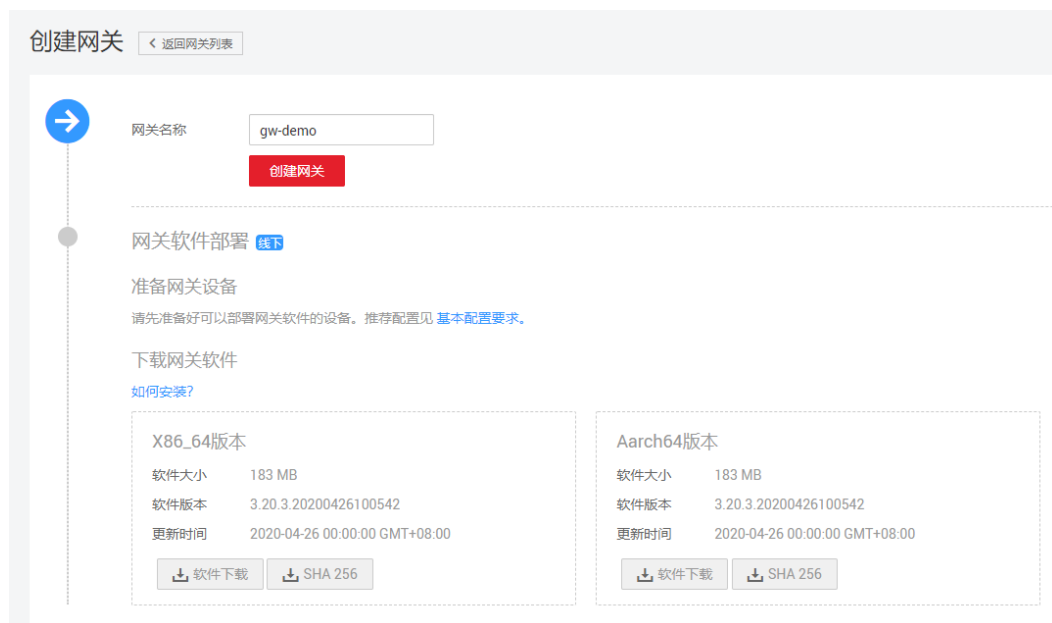 创建网关 < 返回网关列表
网关名称 gw-demo
创建网关
网关软件部署 线下
准备网关设备
请先准备好可以部署网关软件的设备。推荐配置见 基本配置要求。
下载网关软件
如何安装?
X86_64版本
软件大小 183 MB
软件版本 3.20.3.20200426100542
更新时间 2020-04-26 00:00:00 GMT+08:00
软件下载 SHA 256
Aarch64版本
软件大小 183 MB
软件版本 3.20.3.20200426100542
更新时间 2020-04-26 00:00:00 GMT+08:00
软件下载 SHA 256